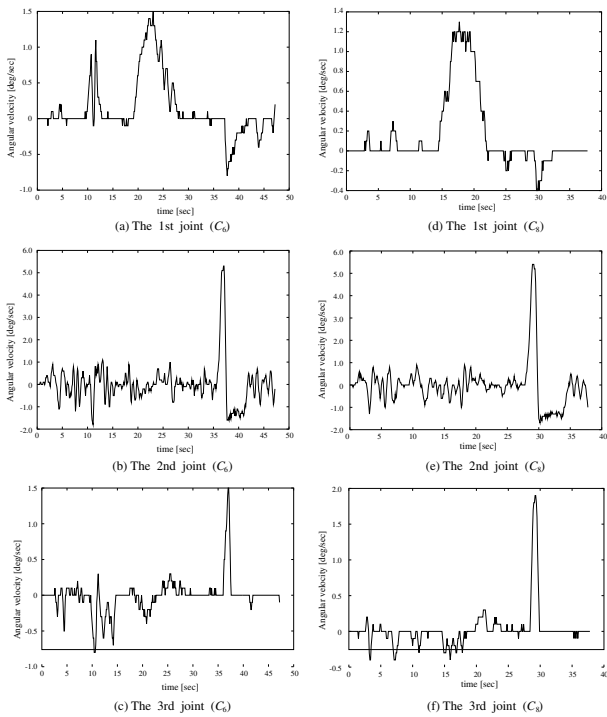 Angular velocity [deg/sec]
1.5
1.0
0.5
0
-0.5
-1.0
0 5 10 15 20 25 30 35 40 45 50
time [sec]
(a) The 1st joint (C6)
Angular velocity [deg/sec]
1.4
1.2
1.0
0.8
0.6
0.4
0.2
0
-0.2
-0.4
0 10 20 30 40
time [sec]
(d) The 1st joint (C8)
Angular velocity [deg/sec]
6.0
5.0
4.0
3.0
2.0
1.0
0
-1.0
-2.0
0 5 10 15 20 25 30 35 40 45 50
time [sec]
(b) The 2nd joint (C6)
Angular velocity [deg/sec]
6.0
5.0
4.0
3.0
2.0
1.0
0
-1.0
-2.0
0 5 10 15 20 25 30 35 40
time [sec]
(e) The 2nd joint (C8)
Angular velocity [deg/sec]
1.5
1.0
0.5
0
-0.5
-1.0
0 5 10 15 20 25 30 35 40 45 50
time [sec]
(c) The 3rd joint (C6)
Angular velocity [deg/sec]
2.0
1.5
1.0
0.5
0
-0.5
0 5 10 15 20 25 30 35 40
time [sec]
(f) The 3rd joint (C8)